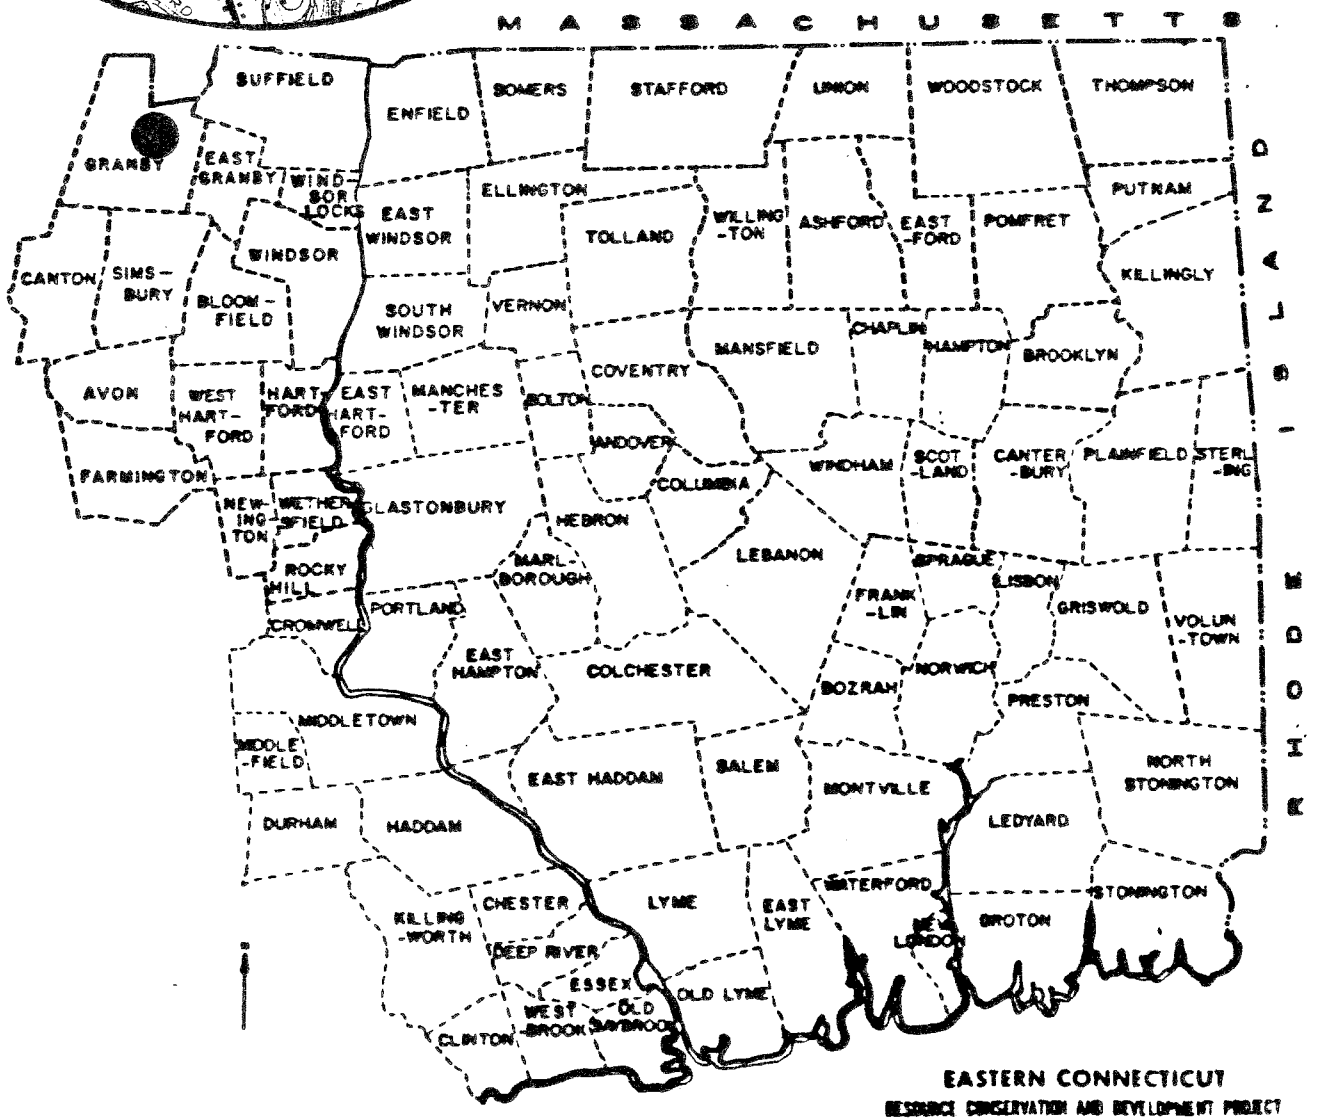 MASSACHUSETTS
SUFFIELD
ENFIELD
SOMERS
STAFFORD
UNION
WOODSTOCK
THOMPSON
GRANBY
EAST
GRANBY
WIND-
SOR
LOCKS
EAST
WINDSOR
ELLINGTON
TOLLAND
WILLING
-TON
ASHFORD
EAST
-FORD
POMFRET
PUTNAM
KILLINGLY
CANTON
SIMS-
BURY
BLOOM-
FIELD
WINDSOR
SOUTH
WINDSOR
VERNON
COVENTRY
MANSFIELD
CHAPLIN
HAMPTON
BROOKLYN
AVON
WEST
HART-
FORD
HART-
FORD
EAST
HART-
FORD
MANCHES
-TER
BOLTON
ANDOVER
COLUMBIA
WINDHAM
SCOT
-LAND
CANTER
-BURY
PLAINFIELD
STERL
-ING
FARMINGTON
NEW-
ING-
TON
WETHER
SFIELD
GLASTONBURY
HEBRON
MARL-
BOROUGH
LEBANON
SPRAGUE
LISBON
FRANK
-LIN
GRISWOLD
VOLUN
-TOWN
ROCKY
HILL
CROMWELL
PORTLAND
EAST
HAMPTON
COLCHESTER
BOZRAH
NORWICH
PRESTON
MIDDLETOWN
MIDDLE
-FIELD
EAST HADDAM
SALEM
MONTVILLE
NORTH
STONINGTON
LEDYARD
DURHAM
HADDAM
KILLING
-WORTH
CHESTER
DEEP RIVER
ESSEX
LYME
EAST
LYME
WATERFORD
NEW
LONDON
GROTON
STONINGTON
CLINTON
WEST
-BROOK
OLD
SAYBROOK
OLD LYME
RHODE ISLAND
EASTERN CONNECTICUT
RESOURCE CONSERVATION AND DEVELOPMENT PROJECT